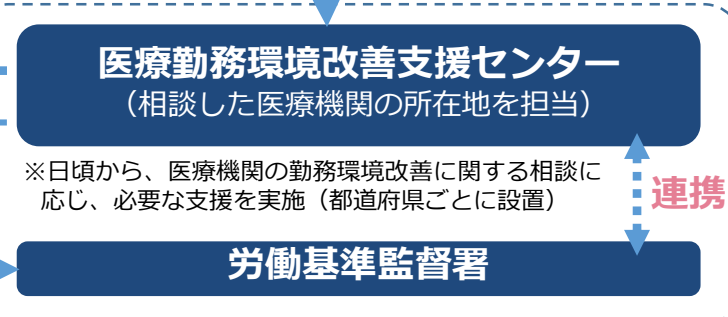 医療勤務環境改善支援センター
（相談した医療機関の所在地を担当）
※日頃から、医療機関の勤務環境改善に関する相談に
応じ、必要な支援を実施（都道府県ごとに設置）
連携
労働基準監督署